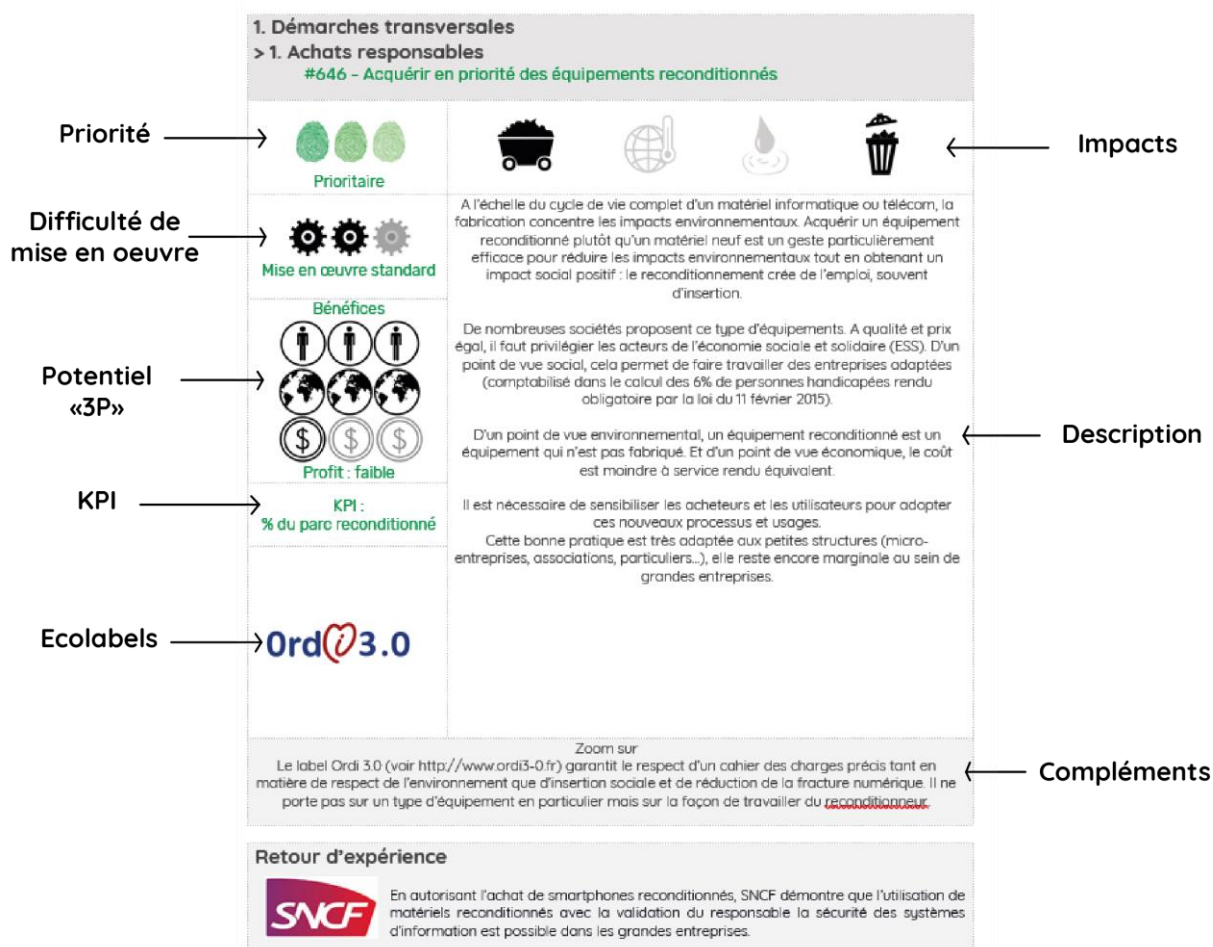 1. Démarches transversales
> 1. Achats responsables
#646 - Acquérir en priorité des équipements reconditionnés
Priorité
Prioritaire
Impacts
Difficulté de
mise en oeuvre
Mise en œuvre standard
Bénéfices
Potentiel
«3P»
$ $ $
Profit : faible
KPI
KPI :
% du parc reconditionné
Ecolabels
Ordi3.0
A l'échelle du cycle de vie complet d'un matériel informatique ou télécom, la
fabrication concentre les impacts environnementaux. Acquérir un équipement
reconditionné plutôt qu'un matériel neuf est un geste particulièrement
efficace pour réduire les impacts environnementaux tout en obtenant un
impact social positif : le reconditionnement crée de l'emploi, souvent
d'insertion.
De nombreuses sociétés proposent ce type d'équipements. A qualité et prix
égal, il faut privilégier les acteurs de l'économie sociale et solidaire (ESS). D'un
point de vue social, cela permet de faire travailler des entreprises adaptées
(comptabilisé dans le calcul des 6% de personnes handicapées rendu
obligatoire par la loi du 11 février 2015).
D'un point de vue environnemental, un équipement reconditionné est un
équipement qui n'est pas fabriqué. Et d'un point de vue économique, le coût
est moindre à service rendu équivalent.
Il est nécessaire de sensibiliser les acheteurs et les utilisateurs pour adopter
ces nouveaux processus et usages.
Cette bonne pratique est très adaptée aux petites structures (micro-
entreprises, associations, particuliers...), elle reste encore marginale au sein de
grandes entreprises.
Description
Zoom sur
Le label Ordi 3.0 (voir http://www.ordi3-0.fr) garantit le respect d'un cahier des charges précis tant en
matière de respect de l'environnement que d'insertion sociale et de réduction de la fracture numérique. Il ne
porte pas sur un type d'équipement en particulier mais sur la façon de travailler du reconditionneur.
Compléments
Retour d'expérience
SNCF
En autorisant l'achat de smartphones reconditionnés, SNCF démontre que l'utilisation de
matériels reconditionnés avec la validation du responsable la sécurité des systèmes
d'information est possible dans les grandes entreprises.